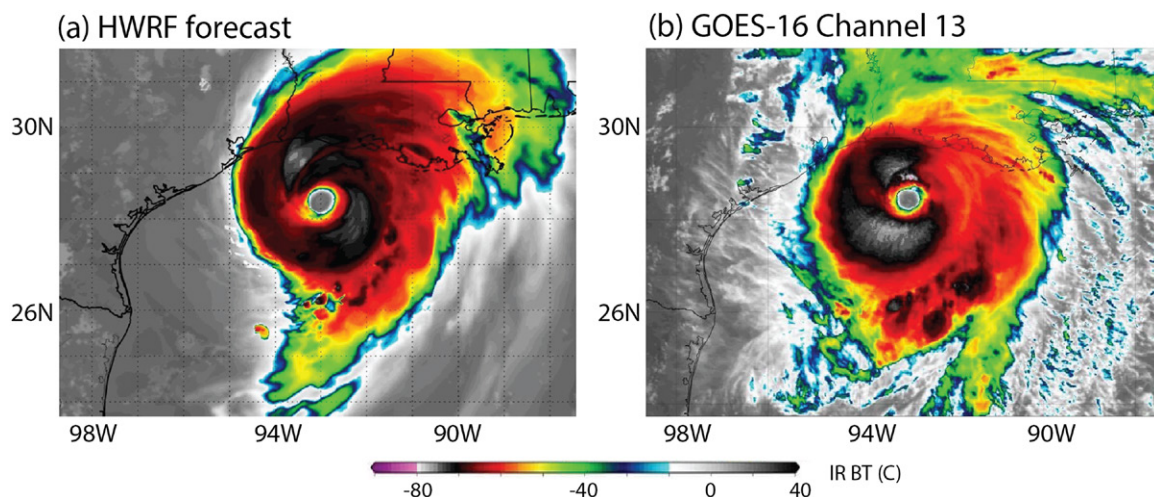 (a) HWRF forecast
(b) GOES-16 Channel 13
30N
26N
98W 94W 90W
30N
26N
98W 94W 90W
-80 -40 0 40
IR BT (C)